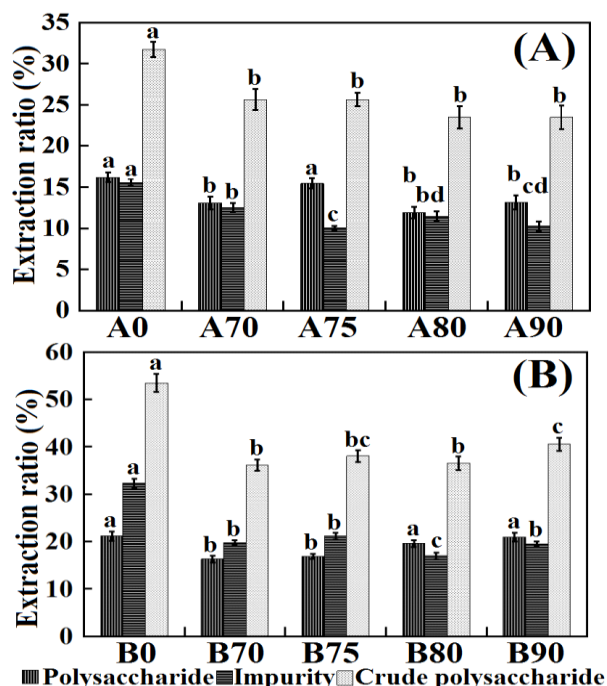 (A)
Extraction ratio (%)
35
30
25
20
15
10
5
0
a a a
b b b
a c b
b bd b
b cd b
A0 A70 A75 A80 A90
(B)
Extraction ratio (%)
60
50
40
30
20
10
0
a a a
b b b
b b bc
a c b
a b c
B0 B70 B75 B80 B90
Polysaccharide Impurity Crude polysaccharide